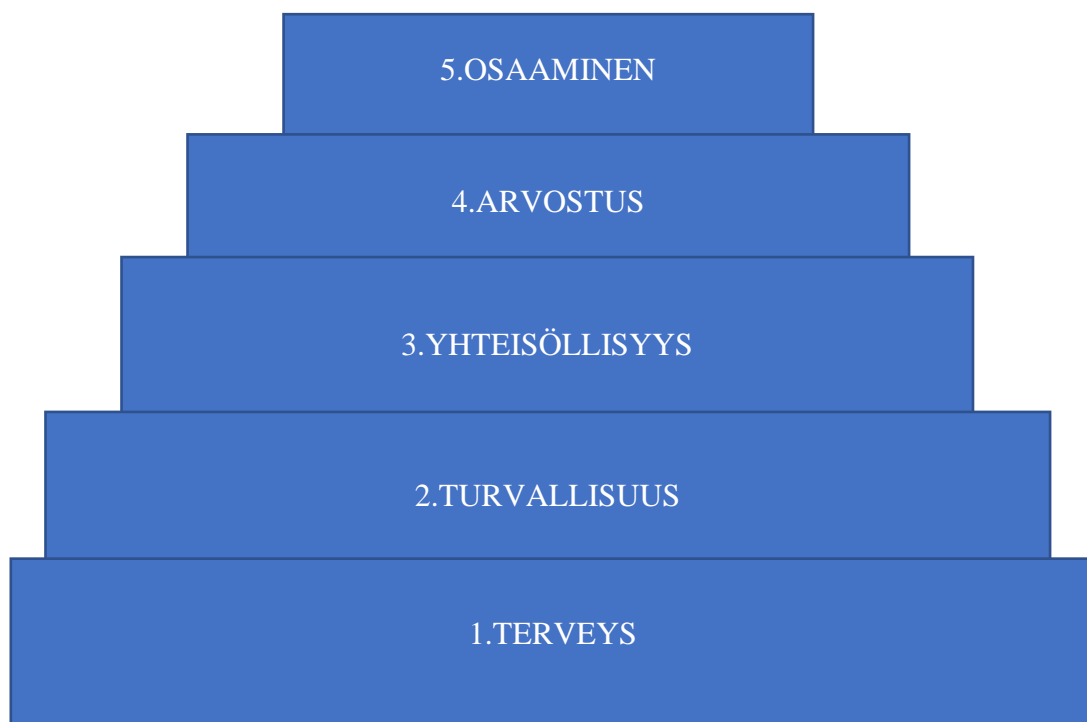 5.OSAAMINEN
4.ARVOSTUS
3.YHTEISÖLLISYYS
2.TURVALLISUUS
1.TERVEYS